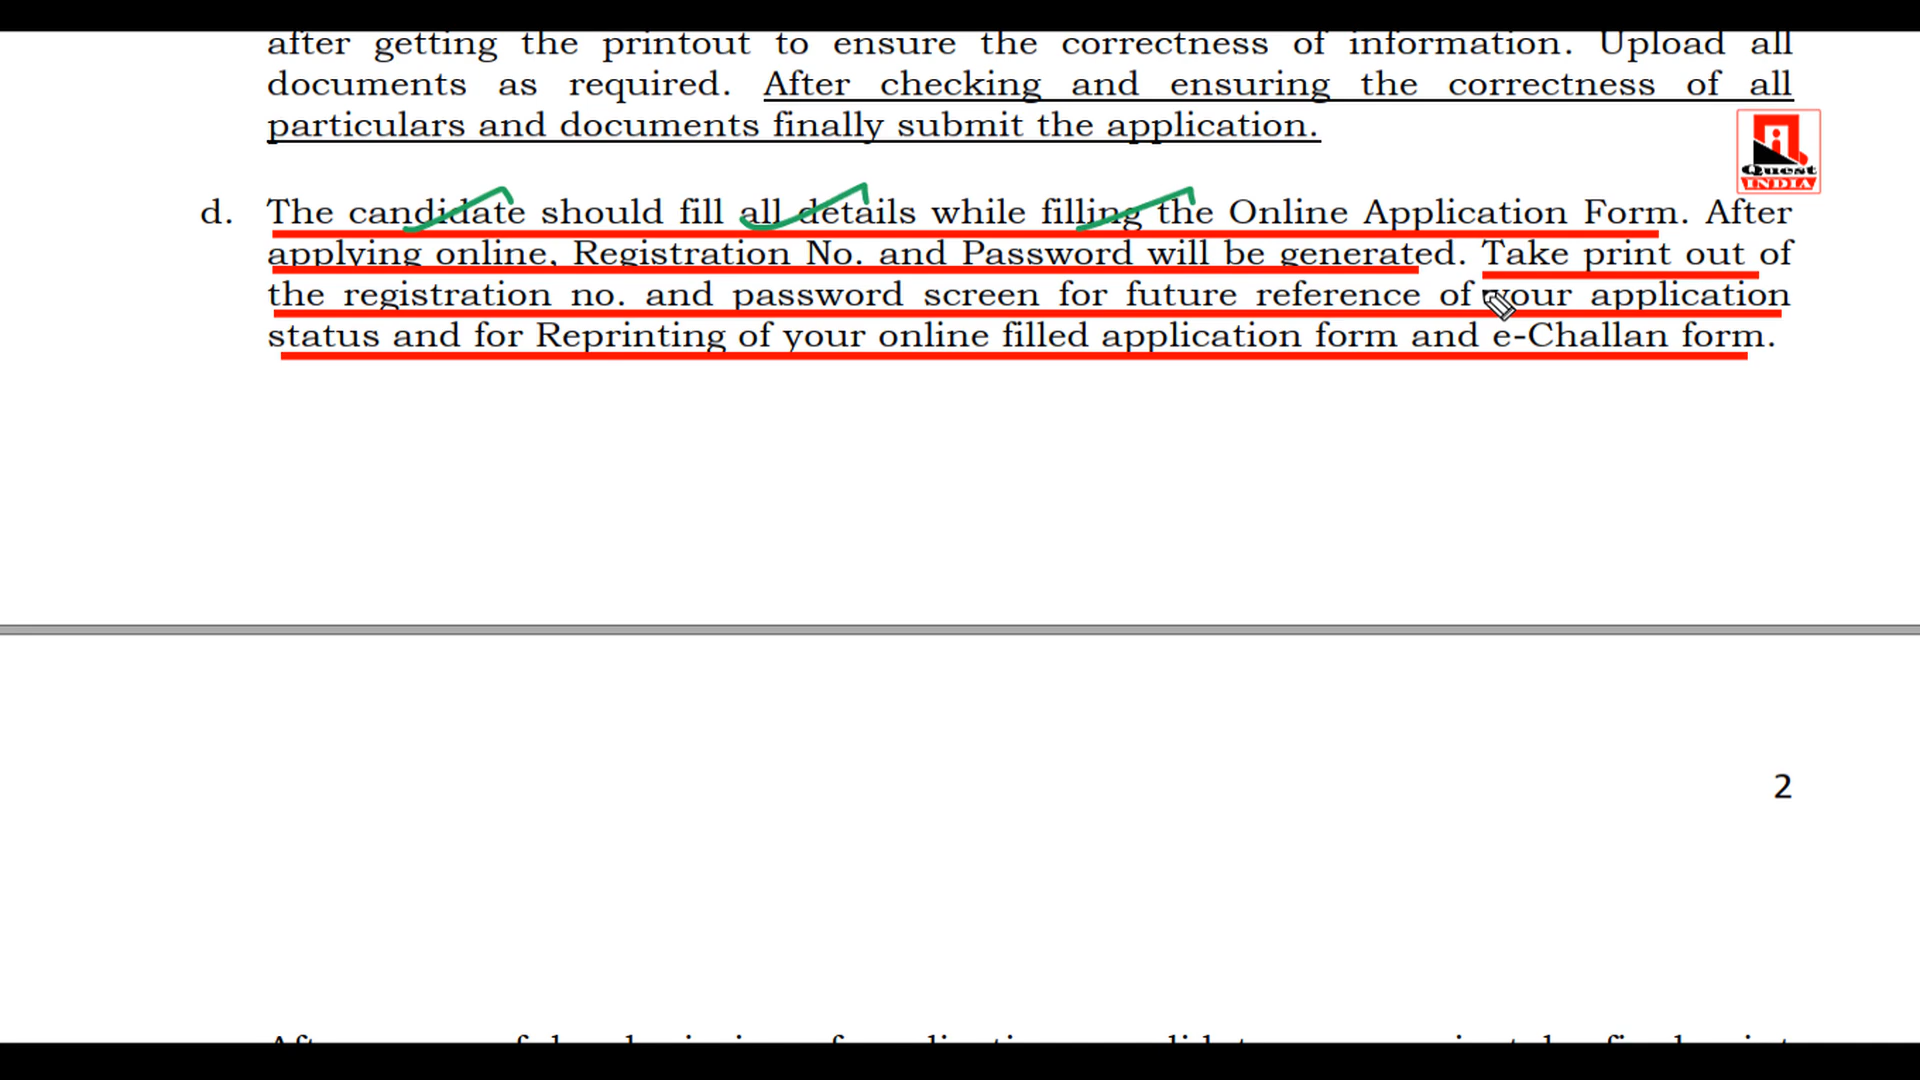 after getting the printout to ensure the correctness of information. Upload all
documents as required. After checking and ensuring the correctness of all
particulars and documents finally submit the application.
Quest
INDIA
d. The candidate should fill all details while filling the Online Application Form. After
applying online, Registration No. and Password will be generated. Take print out of
the registration no. and password screen for future reference of your application
status and for Reprinting of your online filled application form and e-Challan form.
2